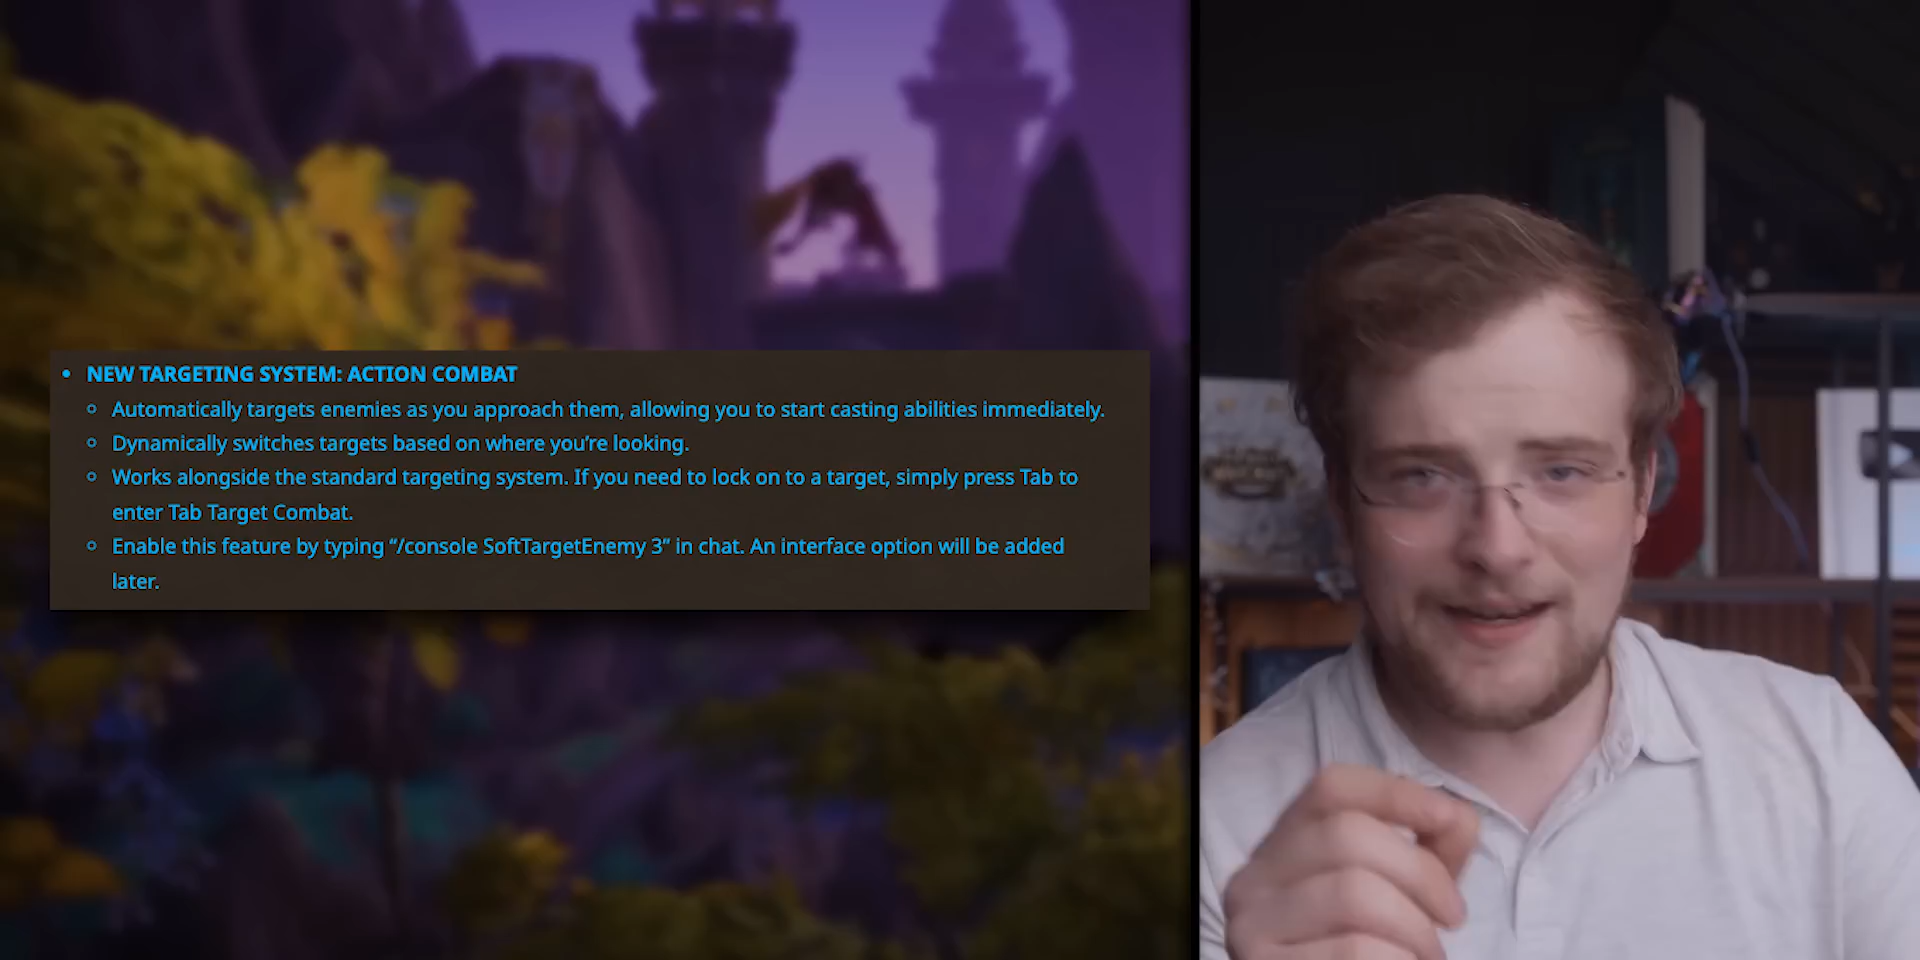 • NEW TARGETING SYSTEM: ACTION COMBAT
◦ Automatically targets enemies as you approach them, allowing you to start casting abilities immediately.
◦ Dynamically switches targets based on where you’re looking.
◦ Works alongside the standard targeting system. If you need to lock on to a target, simply press Tab to
enter Tab Target Combat.
◦ Enable this feature by typing “/console SoftTargetEnemy 3” in chat. An interface option will be added
later.